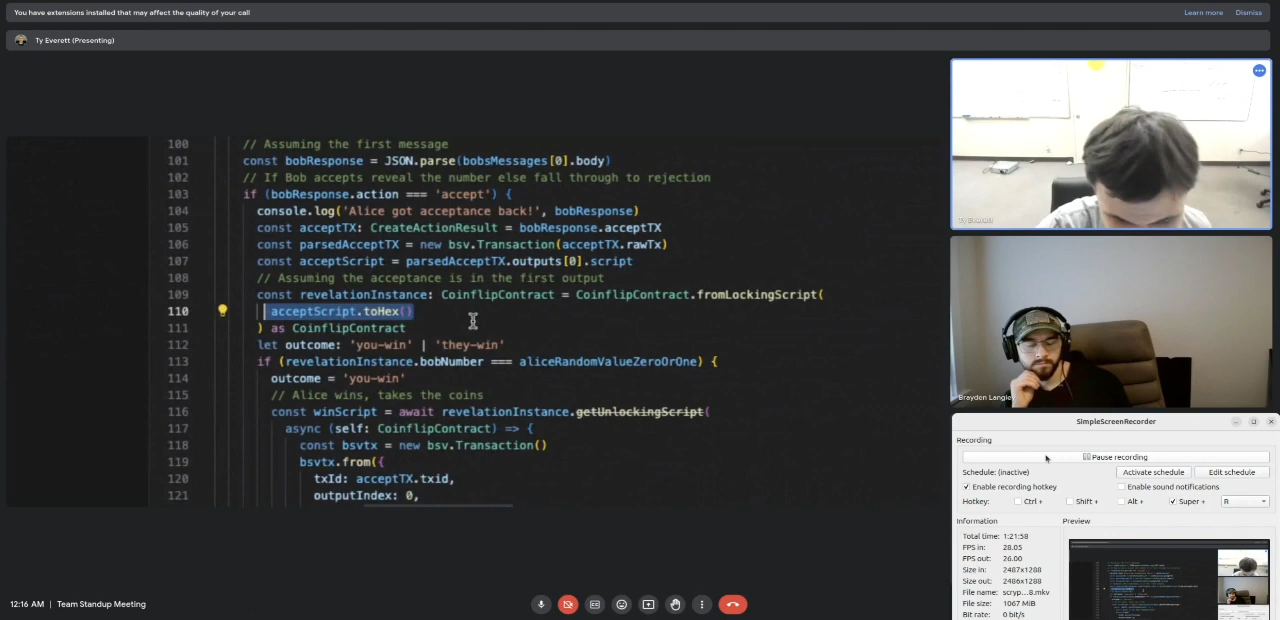 You have extensions installed that may affect the quality of your call
Learn more
Dismiss
Ty Everett (Presenting)
100 // Assuming the first message
101 const bobResponse = JSON.parse(bobsMessages[0].body)
102 // If Bob accepts reveal the number else fall through to rejection
103 if (bobResponse.action === 'accept') {
104 console.log('Alice got acceptance back!', bobResponse)
105 const acceptTX: CreateActionResult = bobResponse.acceptTX
106 const parsedAcceptTX = new bsv.Transaction(acceptTX.rawTx)
107 const acceptScript = parsedAcceptTX.outputs[0].script
108 // Assuming the acceptance is in the first output
109 const revelationInstance: CoinflipContract = CoinflipContract.fromLockingScript(
110 acceptScript.toHex()
111 ) as CoinflipContract
112 let outcome: 'you-win' | 'they-win'
113 if (revelationInstance.bobNumber === aliceRandomValueZeroOrOne) {
114 outcome = 'you-win'
115 // Alice wins, takes the coins
116 const winScript = await revelationInstance.getUnlockingScript(
117 async (self: CoinflipContract) => {
118 const bsvtx = new bsv.Transaction()
119 bsvtx.from({
120 txId: acceptTX.txid,
121 outputIndex: 0,
Ty Everett
Brayden Langley
SimpleScreenRecorder
Recording
Pause recording
Schedule: (inactive)
Activate schedule
Edit schedule
Enable recording hotkey
Enable sound notifications
Hotkey:
Ctrl +
Shift +
Alt +
Super +
R
Information
Preview
Total time: 1:21:58
FPS in: 28.05
FPS out: 26.00
Size in: 2487x1288
Size out: 2486x1288
File name: scryp...8.mkv
File size: 1067 MiB
Bit rate: 0 bit/s
12:16 AM | Team Standup Meeting